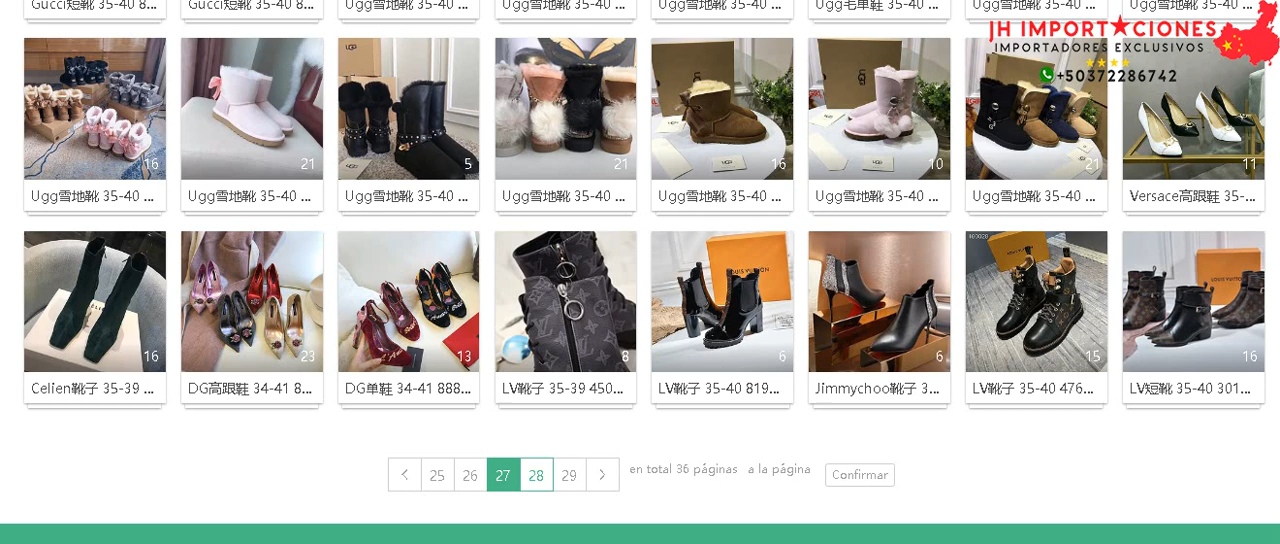 Gucci短靴 35-40 8...
Gucci短靴 35-40 8...
Ugg雪地靴 35-40 ...
Ugg雪地靴 35-40 ...
Ugg雪地靴 35-40 ...
Ugg毛单鞋 35-40 ...
Ugg雪地靴 35-40 ...
Ugg雪地靴 35-40 ...
JH IMPORT★CIONES
IMPORTADORES EXCLUSIVOS
+50372286742
16
21
5
21
16
10
21
11
Ugg雪地靴 35-40 ...
Ugg雪地靴 35-40 ...
Ugg雪地靴 35-40 ...
Ugg雪地靴 35-40 ...
Ugg雪地靴 35-40 ...
Ugg雪地靴 35-40 ...
Ugg雪地靴 35-40 ...
Versace高跟鞋 35-...
LOUIS VUITTON
LOUIS VUITTON
16
23
13
8
6
6
15
16
Celien靴子 35-39 ...
DG高跟鞋 34-41 8...
DG单鞋 34-41 888...
LV靴子 35-39 450...
LV靴子 35-40 819...
Jimmychoo靴子 3...
LV靴子 35-40 476...
LV短靴 35-40 301...
25 26 27 28 29 en total 36 páginas a la página Confirmar